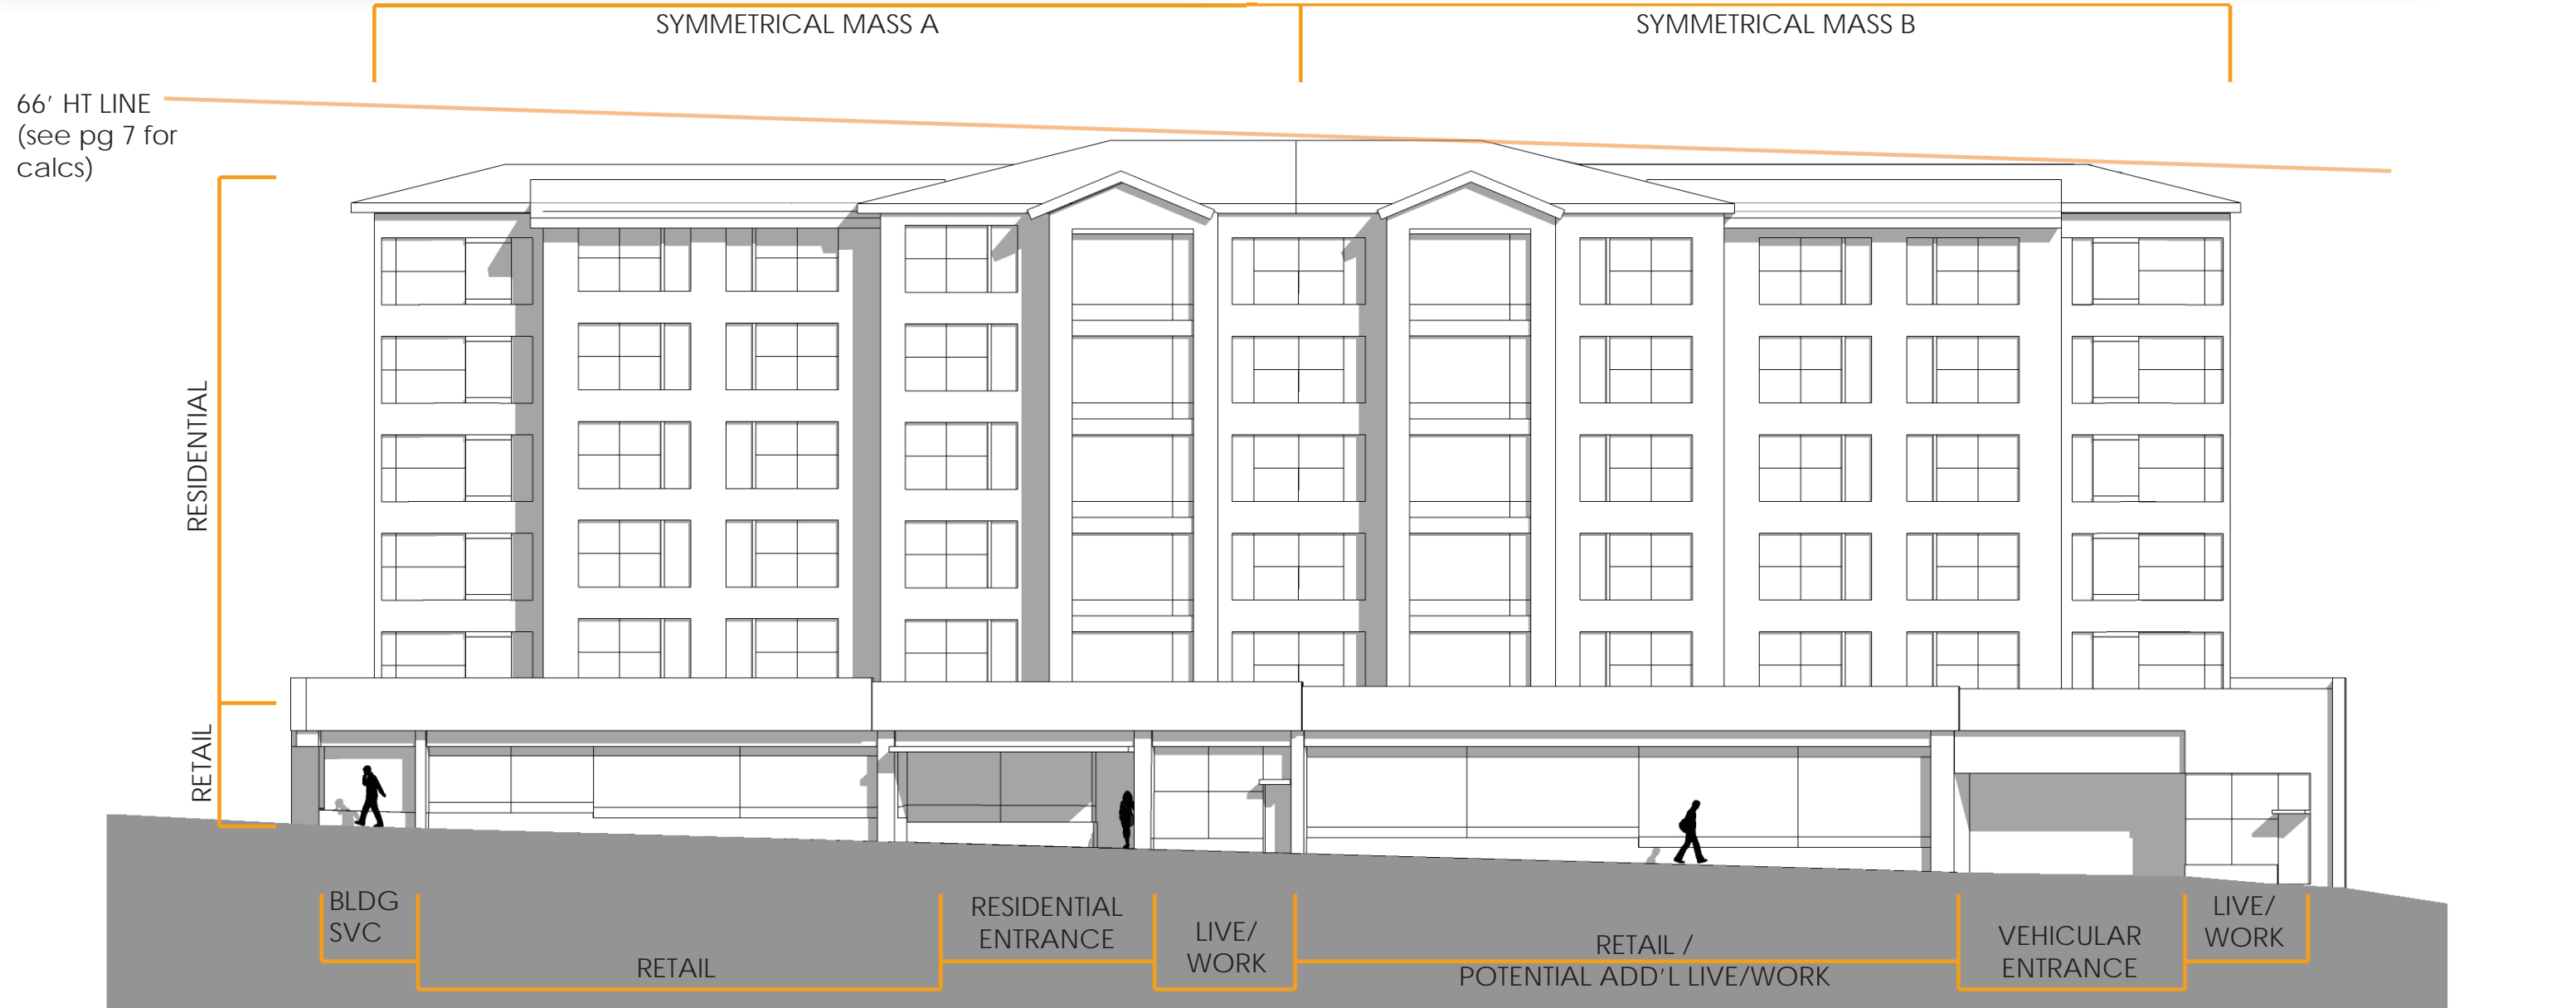 SYMMETRICAL MASS A
SYMMETRICAL MASS B
66' HT LINE
(see pg 7 for
calcs)
RESIDENTIAL
RETAIL
BLDG
SVC
RETAIL
RESIDENTIAL
ENTRANCE
LIVE/
WORK
RETAIL /
POTENTIAL ADD'L LIVE/WORK
VEHICULAR
ENTRANCE
LIVE/
WORK